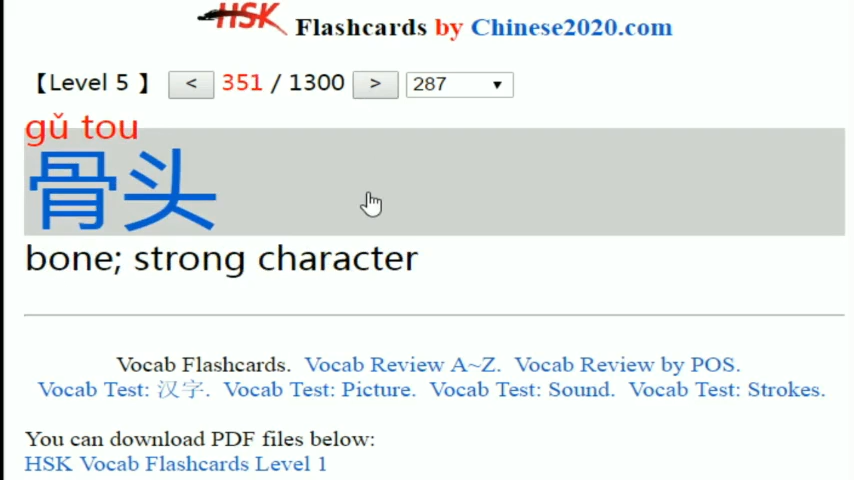 HSK Flashcards by Chinese2020.com
【Level 5 】 < 351 / 1300 > 287
gǔ tou
骨头
bone; strong character
Vocab Flashcards. Vocab Review A~Z. Vocab Review by POS.
Vocab Test: 汉字. Vocab Test: Picture. Vocab Test: Sound. Vocab Test: Strokes.
You can download PDF files below:
HSK Vocab Flashcards Level 1